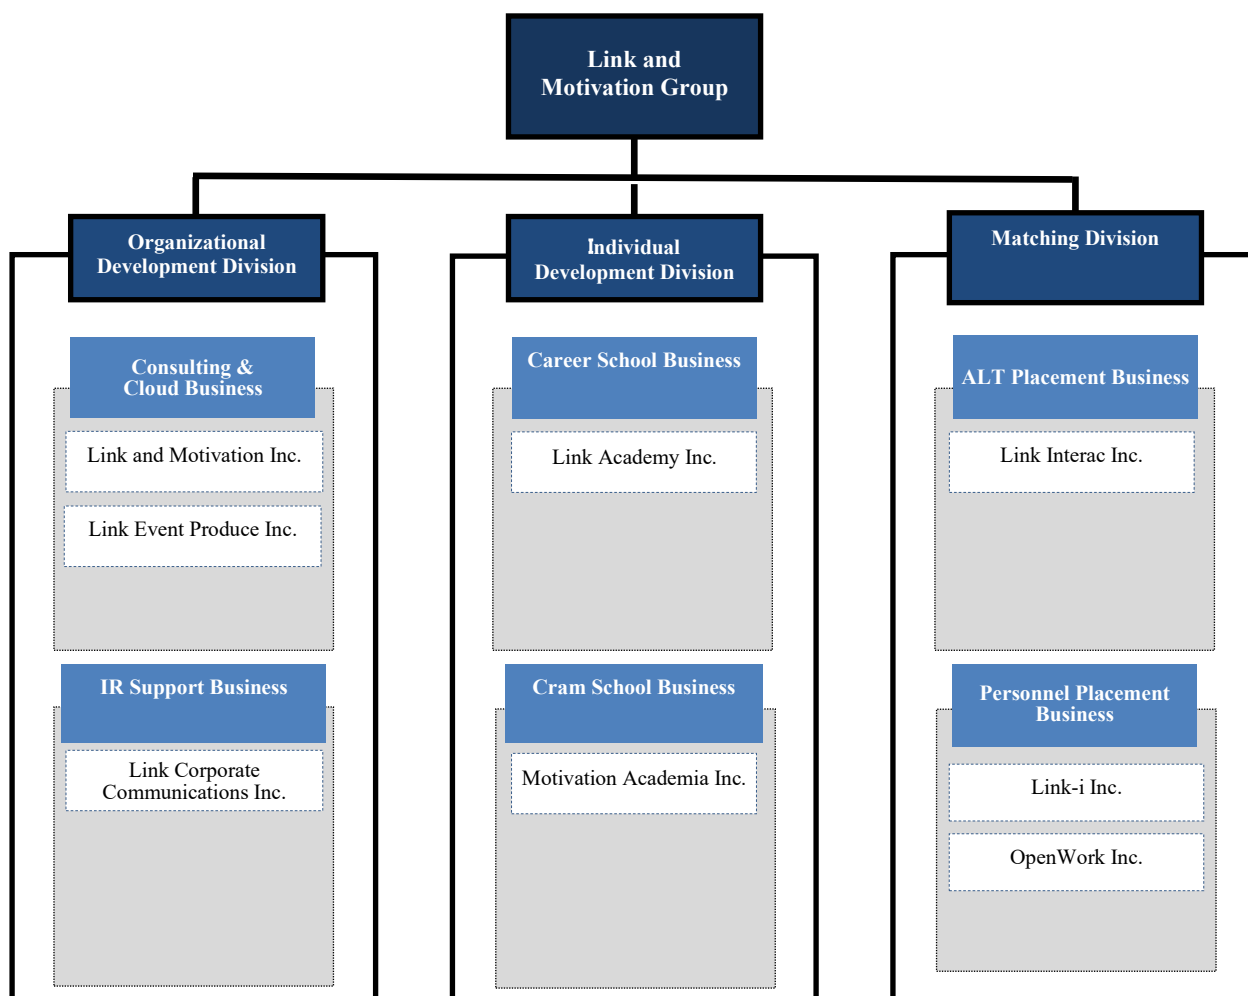 Link and
Motivation Group
Organizational
Development Division
Individual
Development Division
Matching Division
Consulting &
Cloud Business
Link and Motivation Inc.
Link Event Produce Inc.
IR Support Business
Link Corporate
Communications Inc.
Career School Business
Link Academy Inc.
Cram School Business
Motivation Academia Inc.
ALT Placement Business
Link Interac Inc.
Personnel Placement
Business
Link-i Inc.
OpenWork Inc.